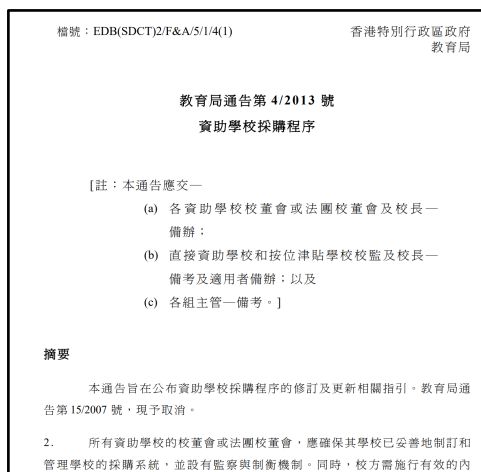 檔號：EDB(SDCT)2/F&A/5/1/4(1) 香港特別行政區政府
教育局
教育局通告第 4/2013 號
資助學校採購程序
[註：本通告應交—
(a) 各資助學校校董會或法團校董會及校長—
備辦；
(b) 直接資助學校和按位津貼學校校監及校長—
備考及適用者備辦；以及
(c) 各組主管—備考。]
摘要
本通告旨在公布資助學校採購程序的修訂及更新相關指引。教育局通
告第 15/2007 號，現予取消。
2. 所有資助學校的校董會或法團校董會，應確保其學校已妥善地制訂和
管理學校的採購系統，並設有監察與制衡機制。同時，校方需施行有效的內